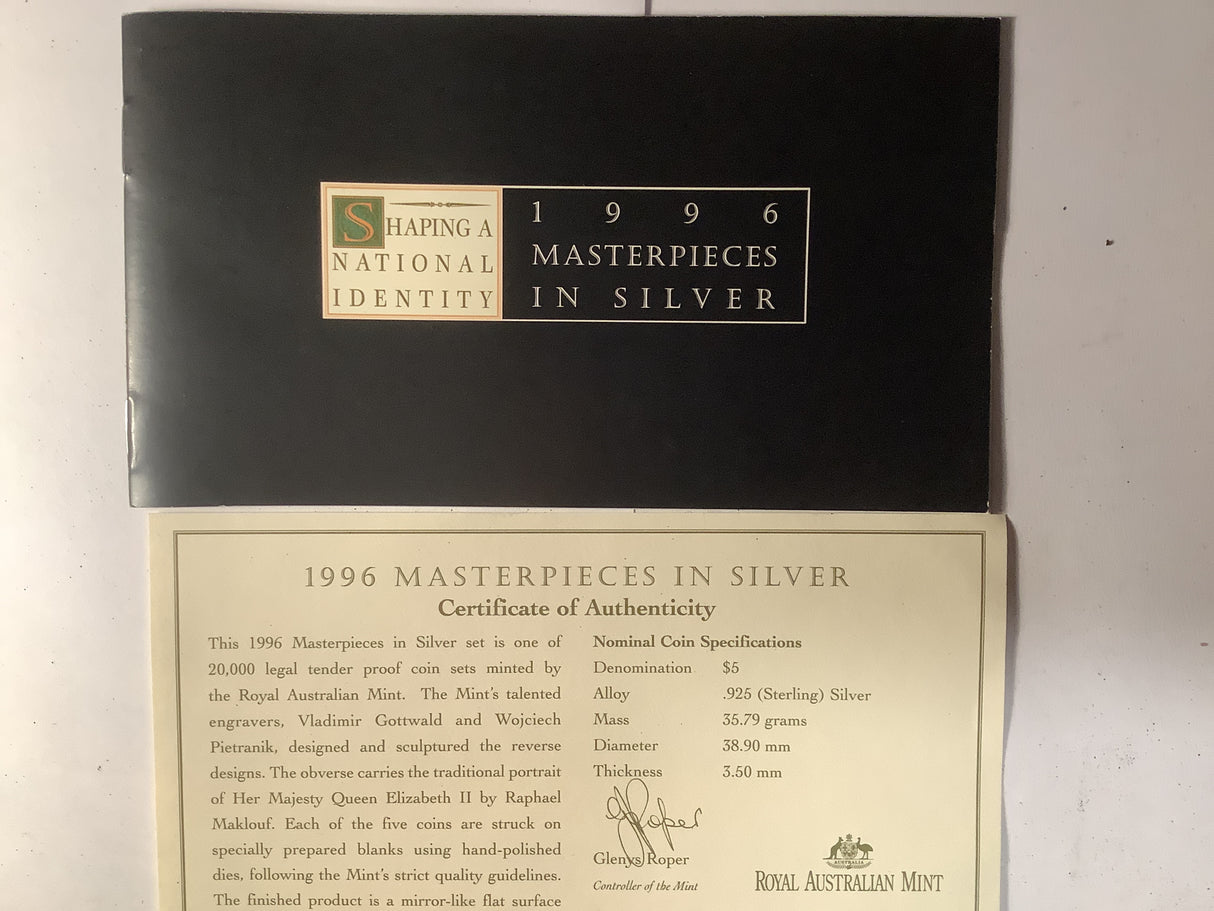 SHAPING A
NATIONAL
IDENTITY
1996
MASTERPIECES
IN SILVER
1996 MASTERPIECES IN SILVER
Certificate of Authenticity
This 1996 Masterpieces in Silver set is one of
20,000 legal tender proof coin sets minted by
the Royal Australian Mint. The Mint's talented
engravers, Vladimir Gottwald and Wojciech
Pietranik, designed and sculptured the reverse
designs. The obverse carries the traditional portrait
of Her Majesty Queen Elizabeth II by Raphael
Maklouf. Each of the five coins are struck on
specially prepared blanks using hand-polished
dies, following the Mint's strict quality guidelines.
The finished product is a mirror-like flat surface
Nominal Coin Specifications
Denomination $5
Alloy .925 (Sterling) Silver
Mass 35.79 grams
Diameter 38.90 mm
Thickness 3.50 mm
GRoper
Glenys Roper
Controller of the Mint
AUSTRALIA
ROYAL AUSTRALIAN MINT